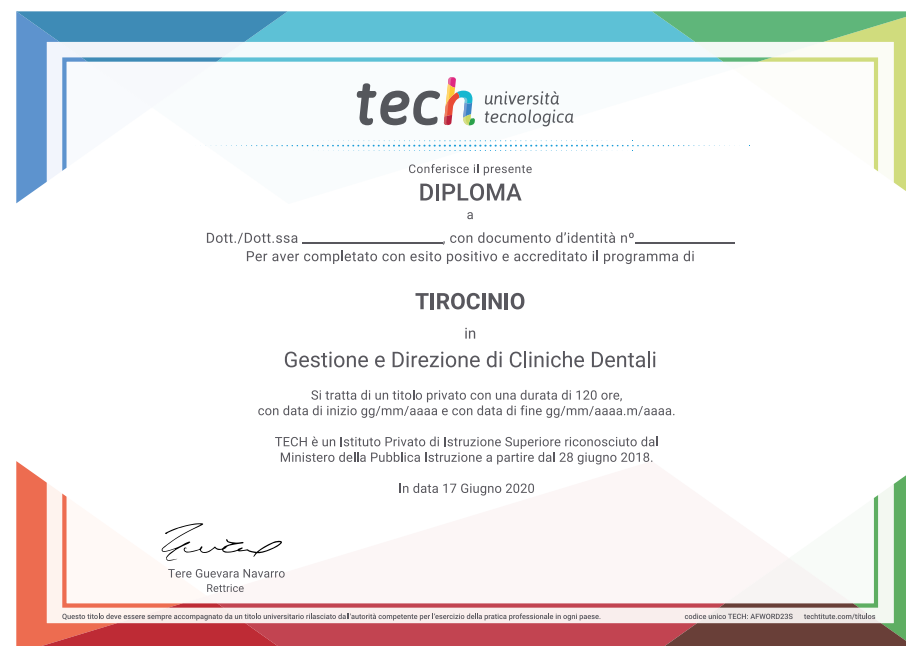 tech università
tecnologica
Conferisce il presente
DIPLOMA
a
Dott./Dott.ssa ____________________, con documento d'identità nº______________
Per aver completato con esito positivo e accreditato il programma di
TIROCINIO
in
Gestione e Direzione di Cliniche Dentali
Si tratta di un titolo privato con una durata di 120 ore,
con data di inizio gg/mm/aaaa e con data di fine gg/mm/aaaa.m/aaaa.
TECH è un Istituto Privato di Istruzione Superiore riconosciuto dal
Ministero della Pubblica Istruzione a partire dal 28 giugno 2018.
In data 17 Giugno 2020
Tere Guevara Navarro
Rettrice
Questo titolo deve essere sempre accompagnato da un titolo universitario rilasciato dall'autorità competente per l'esercizio della pratica professionale in ogni paese. codice unico TECH: AFWORD23S techtitute.com/titulos